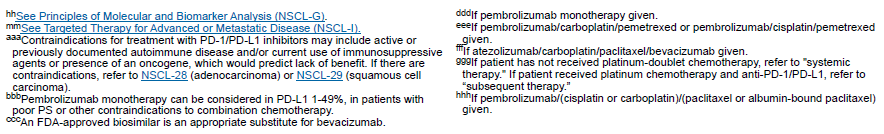 hhSee Principles of Molecular and Biomarker Analysis (NSCL-G).
mmSee Targeted Therapy for Advanced or Metastatic Disease (NSCL-I).
aaaContraindications for treatment with PD-1/PD-L1 inhibitors may include active or
previously documented autoimmune disease and/or current use of immunosuppressive
agents or presence of an oncogene, which would predict lack of benefit. If there are
contraindications, refer to NSCL-28 (adenocarcinoma) or NSCL-29 (squamous cell
carcinoma).
bbbPembrolizumab monotherapy can be considered in PD-L1 1-49%, in patients with
poor PS or other contraindications to combination chemotherapy.
cccAn FDA-approved biosimilar is an appropriate substitute for bevacizumab.
dddIf pembrolizumab monotherapy given.
eeeIf pembrolizumab/carboplatin/pemetrexed or pembrolizumab/cisplatin/pemetrexed
given.
fffIf atezolizumab/carboplatin/paclitaxel/bevacizumab given.
gggIf patient has not received platinum-doublet chemotherapy, refer to "systemic
therapy." If patient received platinum chemotherapy and anti-PD-1/PD-L1, refer to
"subsequent therapy."
hhhIf pembrolizumab/(cisplatin or carboplatin)/(paclitaxel or albumin-bound paclitaxel)
given.